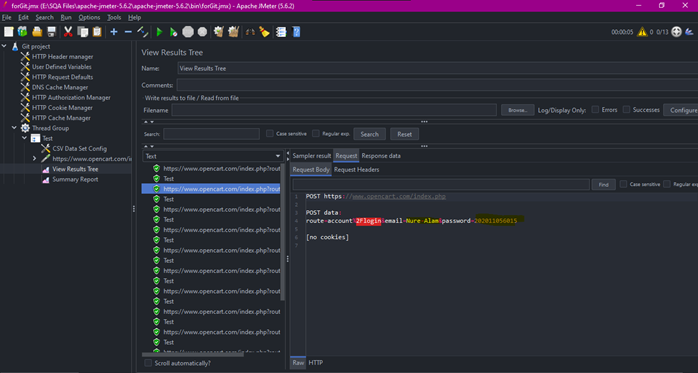 forGit.jmx (E:\SQA Files\apache-jmeter-5.6.2\apache-jmeter-5.6.2\bin\forGit.jmx) - Apache JMeter (5.6.2)
File Edit Search Run Options Tools Help
00:00:05 0 0/13
Git project
HTTP Header manager
User Defined Variables
HTTP Request Defaults
DNS Cache Manager
HTTP Authorization Manager
HTTP Cookie Manager
HTTP Cache Manager
Thread Group
Test
CSV Data Set Config
https://www.opencart.com/i
View Results Tree
Summary Report
View Results Tree
Name: View Results Tree
Comments:
Write results to file / Read from file
Filename Browse... Log/Display Only: Errors Successes Configure
Search: Case sensitive Regular exp. Search Reset
Text
https://www.opencart.com/index.php?rout
Test
https://www.opencart.com/index.php?rout
Test
https://www.opencart.com/index.php?rout
Test
https://www.opencart.com/index.php?rout
Test
https://www.opencart.com/index.php?rout
Test
https://www.opencart.com/index.php?rout
Test
https://www.opencart.com/index.php?rout
Test
https://www.opencart.com/index.php?rout
Test
https://www.opencart.com/index.php?rout
Test
https://www.opencart.com/index.php?rout
Scroll automatically?
Sampler result Request Response data
Request Body Request Headers
Find Case sensitive Regular exp
1 POST https://www.opencart.com/index.php
2
3 POST data:
4 route=account%2Flogin&email=Nure+Alam&password=202011056015
5
6 [no cookies]
7
Raw HTTP